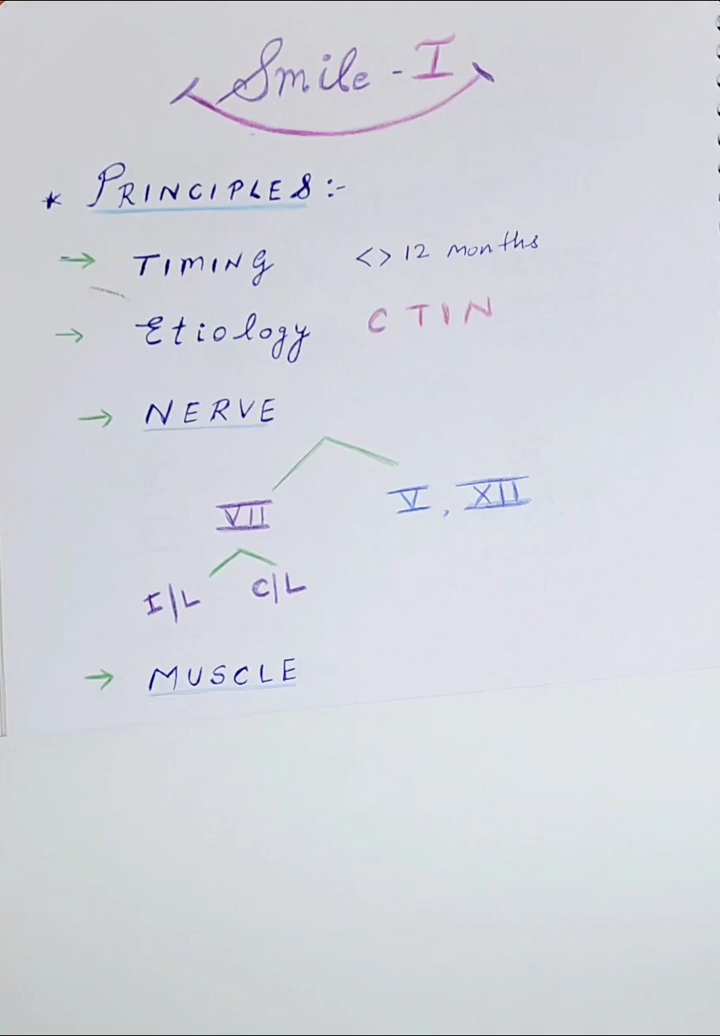 Smile - I
* PRINCIPLES :-
→ TIMING <> 12 months
→ Etiology CTIN
→ NERVE
VII V, XII
I/L C/L
→ MUSCLE